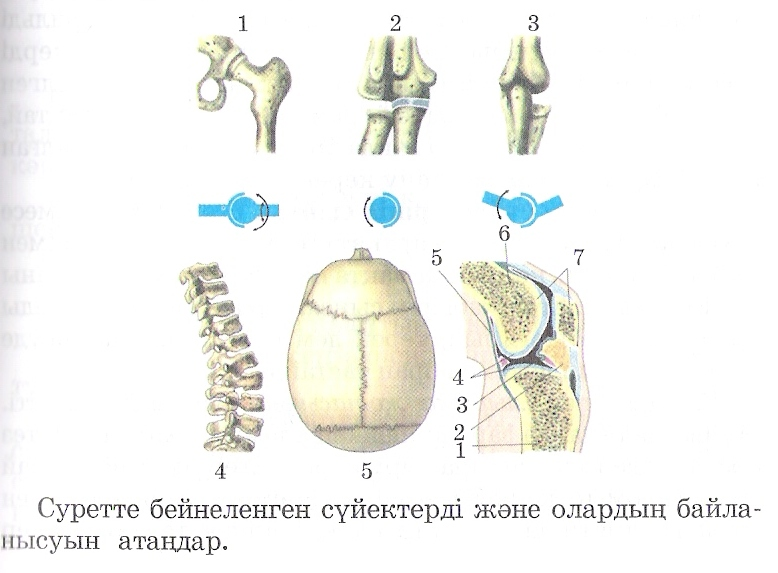 1 2 3
6
5 7
4
3
2
1
4 5
Суретте бейнеленген сүйектерді және олардың байла-
нысуын атаңдар.